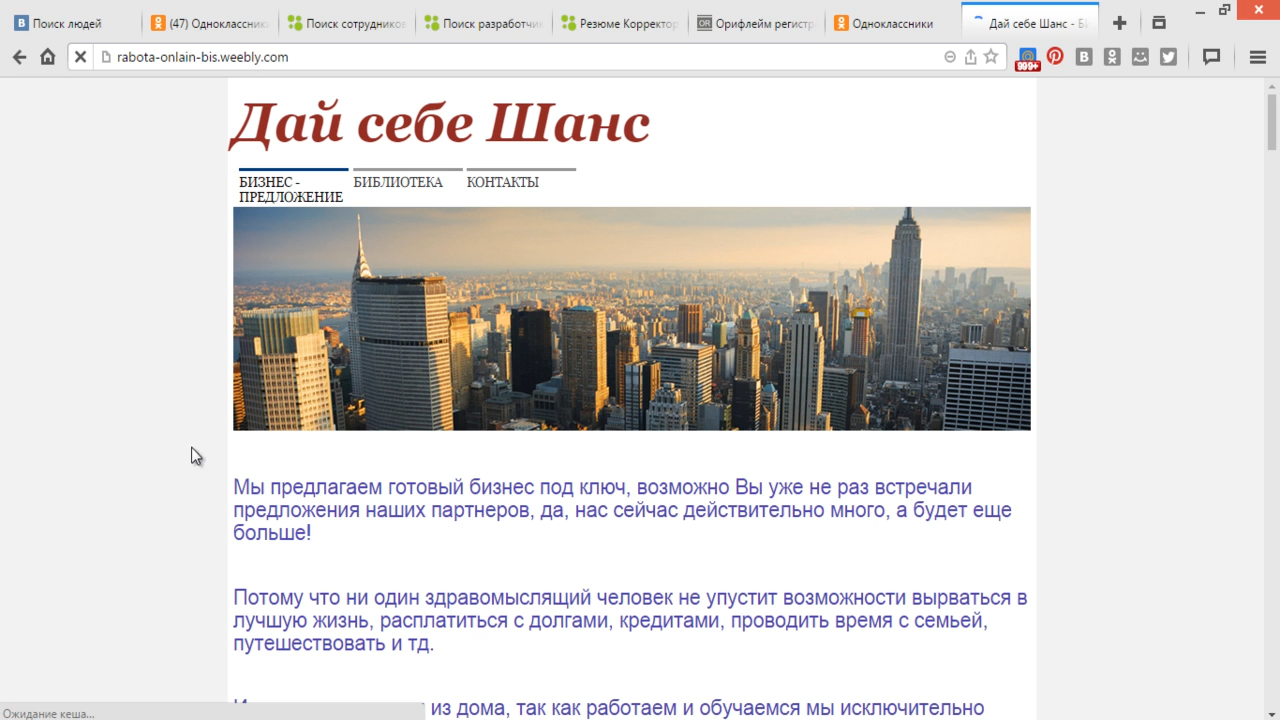 Поиск людей
(47) Одноклассник
Поиск сотрудников
Поиск разработчи
Резюме Корректор
Орифлейм регистр
Одноклассники
Дай себе Шанс - Б
rabota-onlain-bis.weebly.com
999+
Дай себе Шанс
БИЗНЕС -
ПРЕДЛОЖЕНИЕ
БИБЛИОТЕКА
КОНТАКТЫ
Мы предлагаем готовый бизнес под ключ, возможно Вы уже не раз встречали
предложения наших партнеров, да, нас сейчас действительно много, а будет еще
больше!
Потому что ни один здравомыслящий человек не упустит возможности вырваться в
лучшую жизнь, расплатиться с долгами, кредитами, проводить время с семьей,
путешествовать и тд.
из дома, так как работаем и обучаемся мы исключительно
Ожидание кеша...